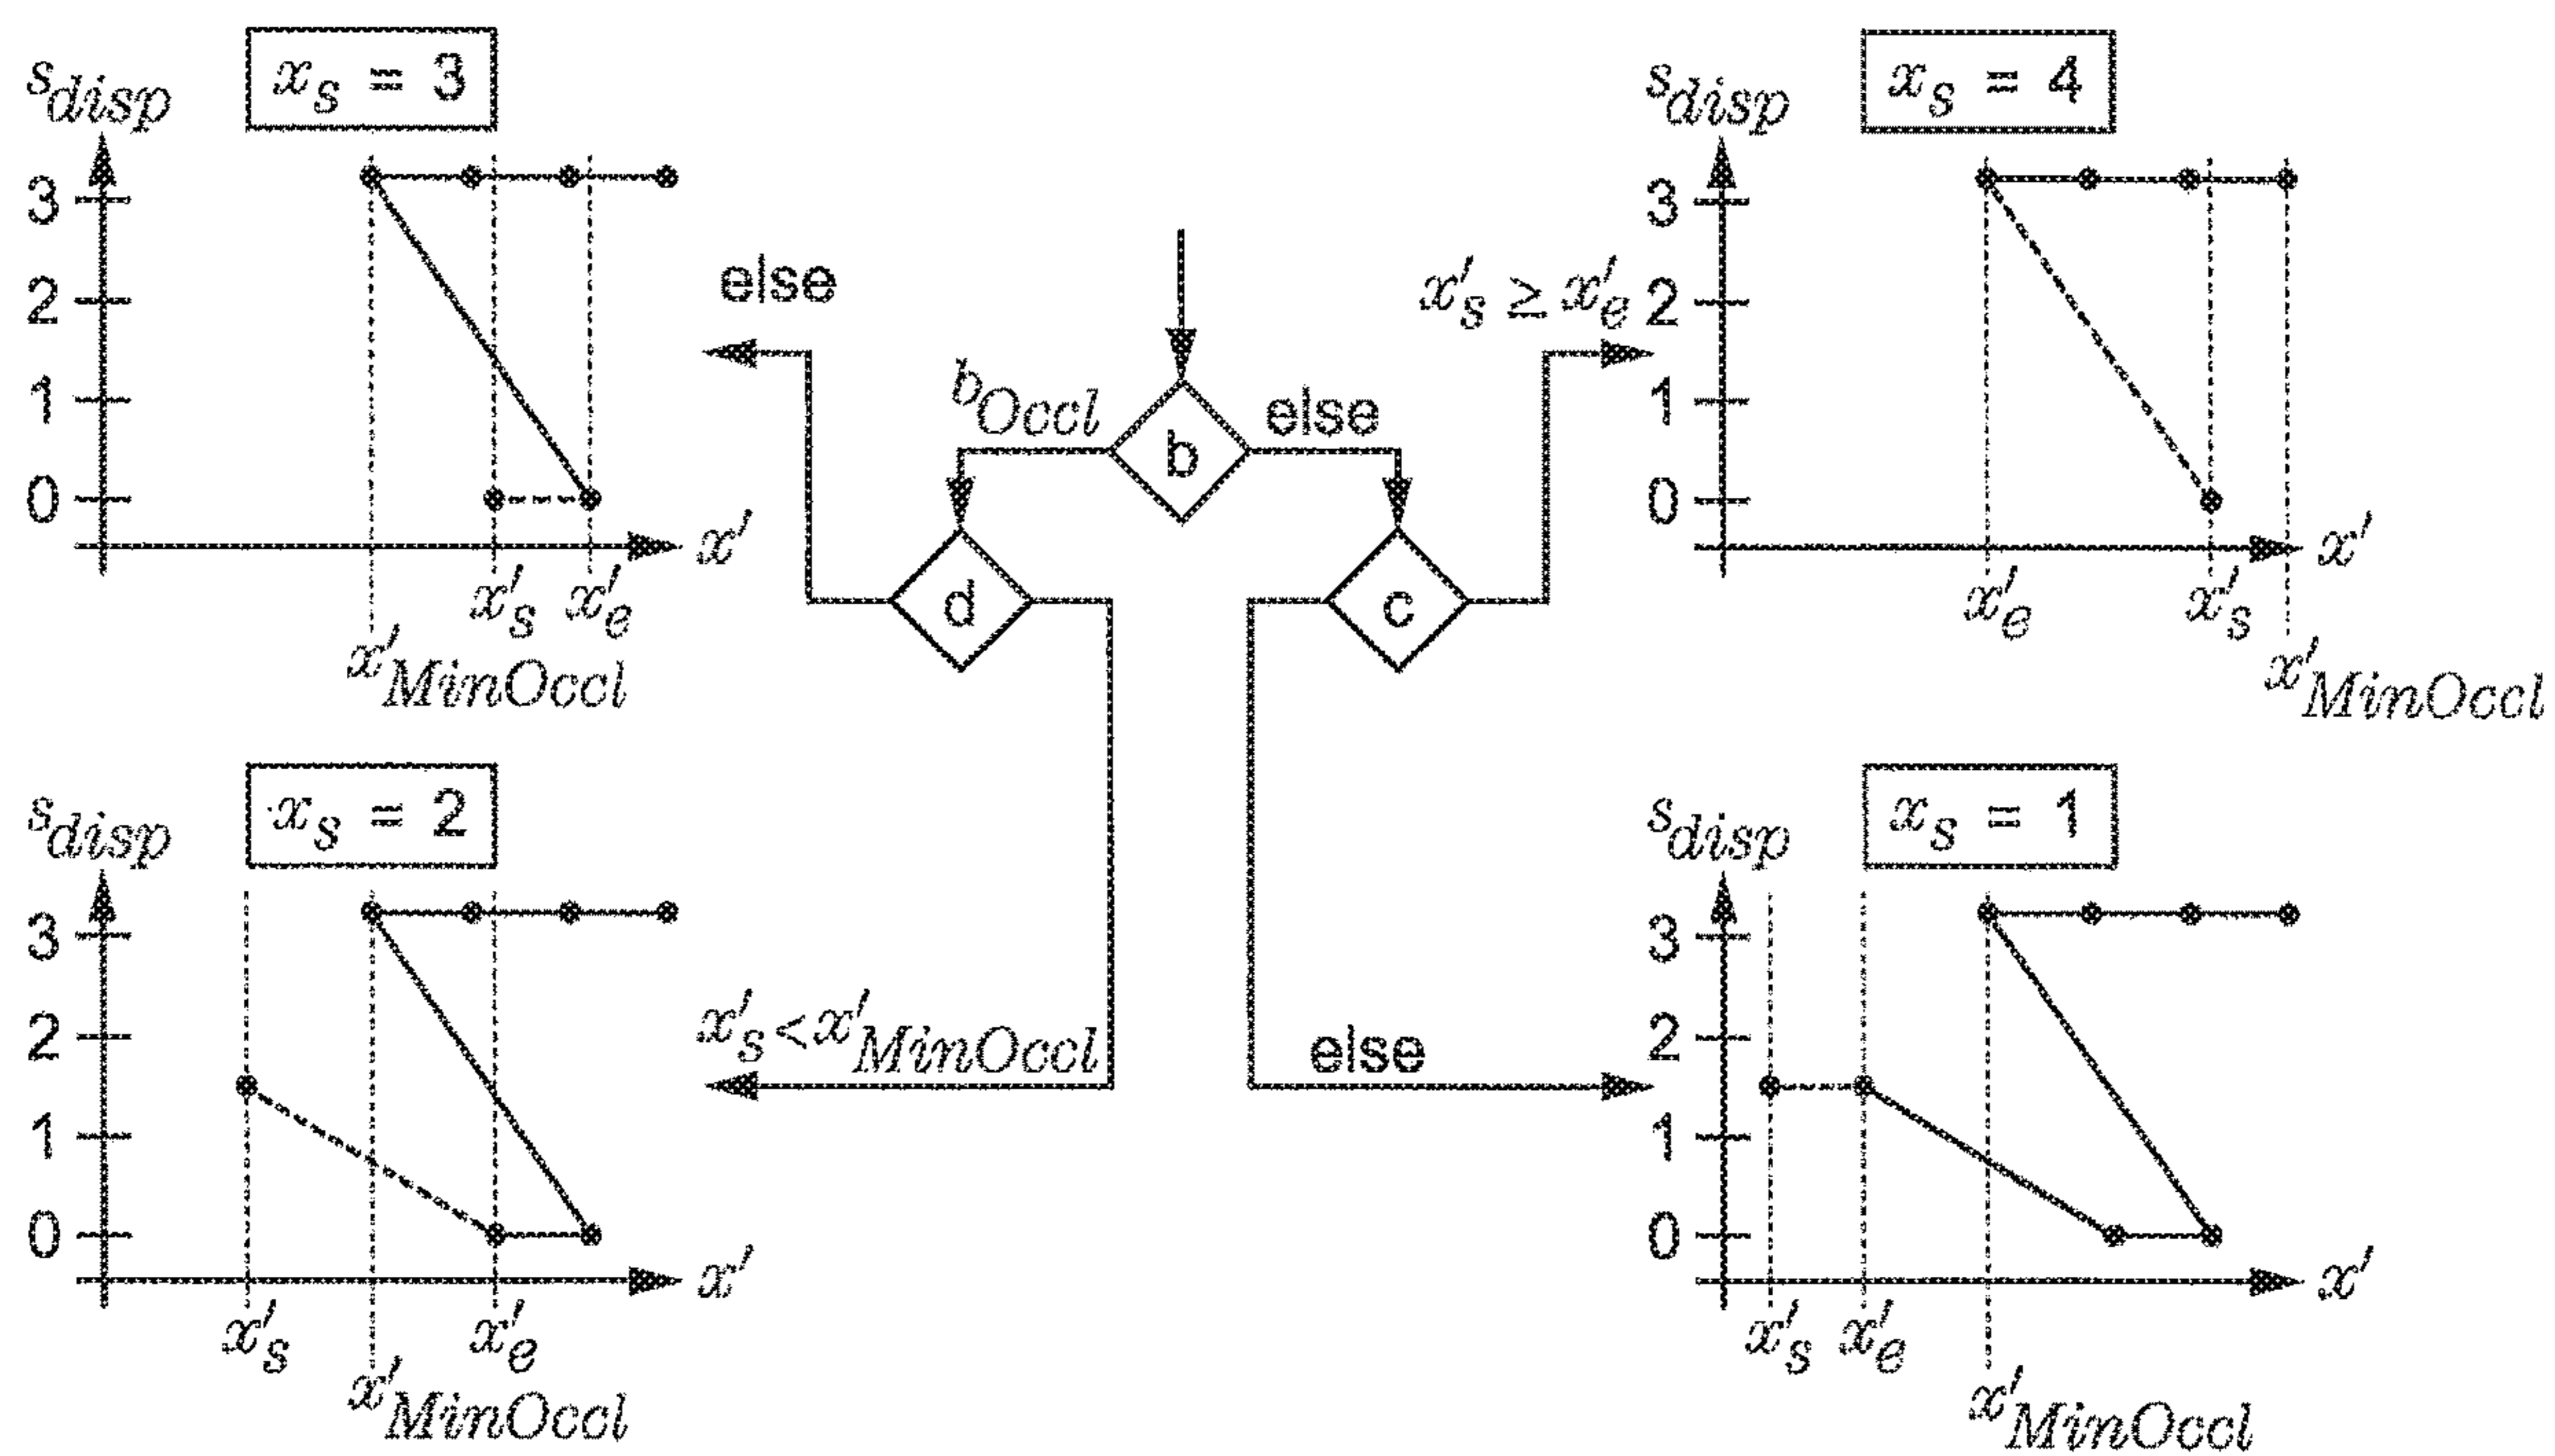 x_s = 3
s_disp
3
2
1
0
x'
x'_s x'_e
x'_MinOccl
else
b_Occl
b
else
d
c
x'_s ≥ x'_e
x_s = 4
s_disp
3
2
1
0
x'
x'_e x'_s
x'_MinOccl
x_s = 2
s_disp
3
2
1
0
x'
x'_s x'_e
x'_MinOccl
x'_s < x'_MinOccl
else
x_s = 1
s_disp
3
2
1
0
x'
x'_s x'_e
x'_MinOccl